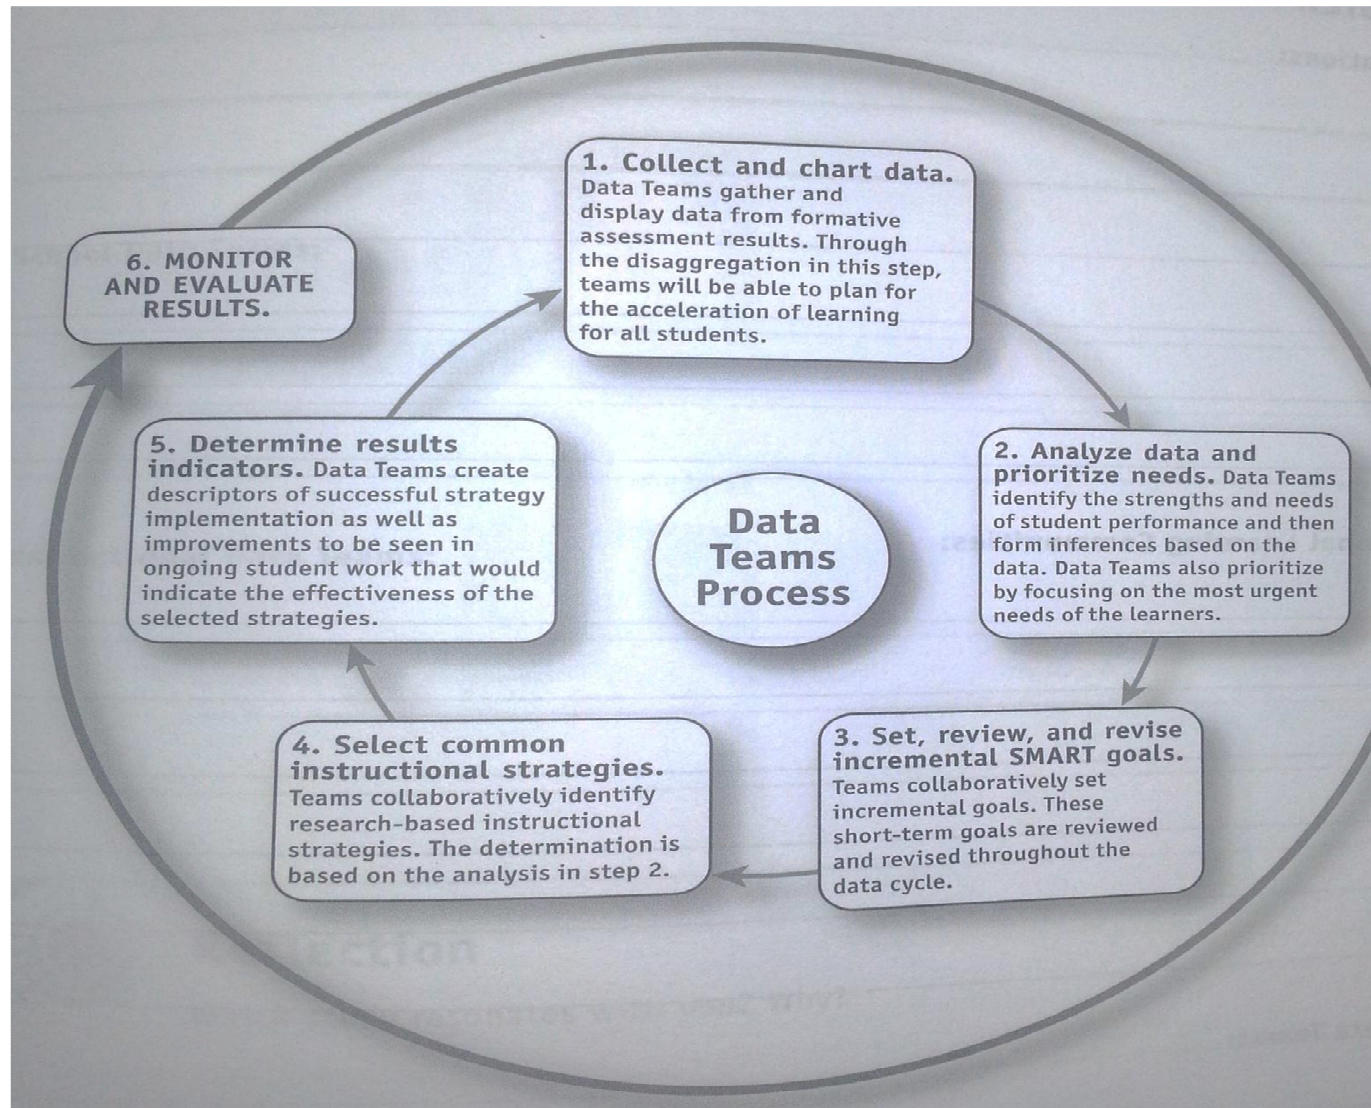 1. Collect and chart data.
Data Teams gather and
display data from formative
assessment results. Through
the disaggregation in this step,
teams will be able to plan for
the acceleration of learning
for all students.
6. MONITOR
AND EVALUATE
RESULTS.
5. Determine results
indicators. Data Teams create
descriptors of successful strategy
implementation as well as
improvements to be seen in
ongoing student work that would
indicate the effectiveness of the
selected strategies.
Data
Teams
Process
2. Analyze data and
prioritize needs. Data Teams
identify the strengths and needs
of student performance and then
form inferences based on the
data. Data Teams also prioritize
by focusing on the most urgent
needs of the learners.
4. Select common
instructional strategies.
Teams collaboratively identify
research-based instructional
strategies. The determination is
based on the analysis in step 2.
3. Set, review, and revise
incremental SMART goals.
Teams collaboratively set
incremental goals. These
short-term goals are reviewed
and revised throughout the
data cycle.